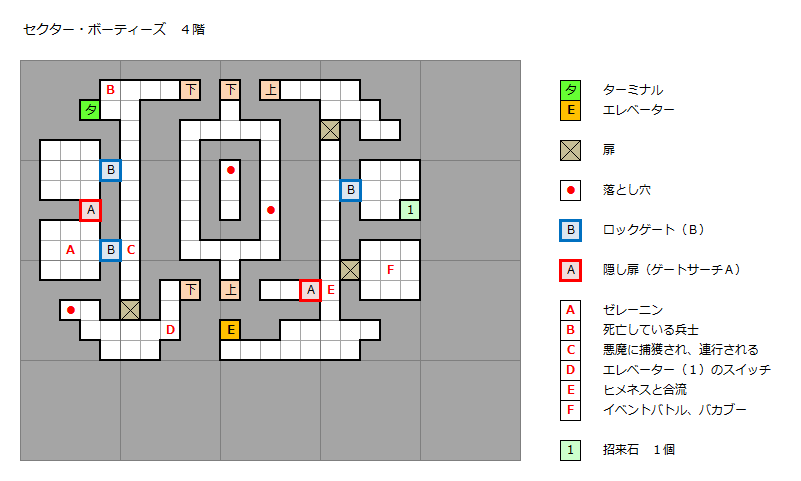 セクター・ボーティーズ　４階
B 下 下 上
タ
B
B
A 1
A B C F
下 上 A E
D E
タ ターミナル
E エレベーター
扉
落とし穴
B ロックゲート（Ｂ）
A 隠し扉（ゲートサーチＡ）
A ゼレーニン
B 死亡している兵士
C 悪魔に捕獲され、連行される
D エレベーター（１）のスイッチ
E ヒメネスと合流
F イベントバトル、バカブー
1 招来石　１個